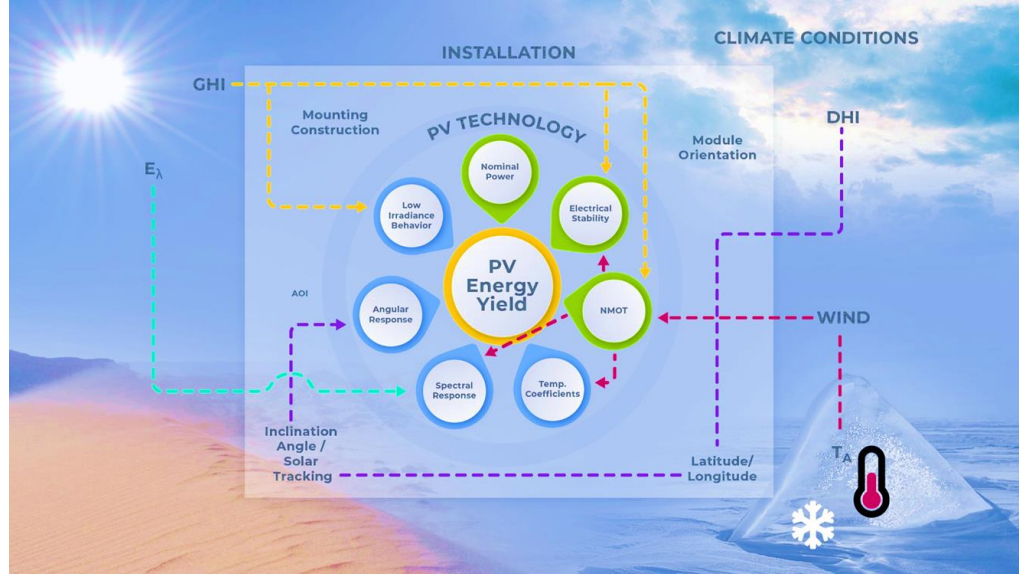 CLIMATE CONDITIONS
INSTALLATION
GHI
Mounting
Construction
PV TECHNOLOGY
DHI
Module
Orientation
E λ
Nominal
Power
Low
Irradiance
Behavior
Electrical
Stability
PV
Energy
Yield
AOI
Angular
Response
NMOT
WIND
Spectral
Response
Temp.
Coefficients
Inclination
Angle /
Solar
Tracking
Latitude/
Longitude
TA